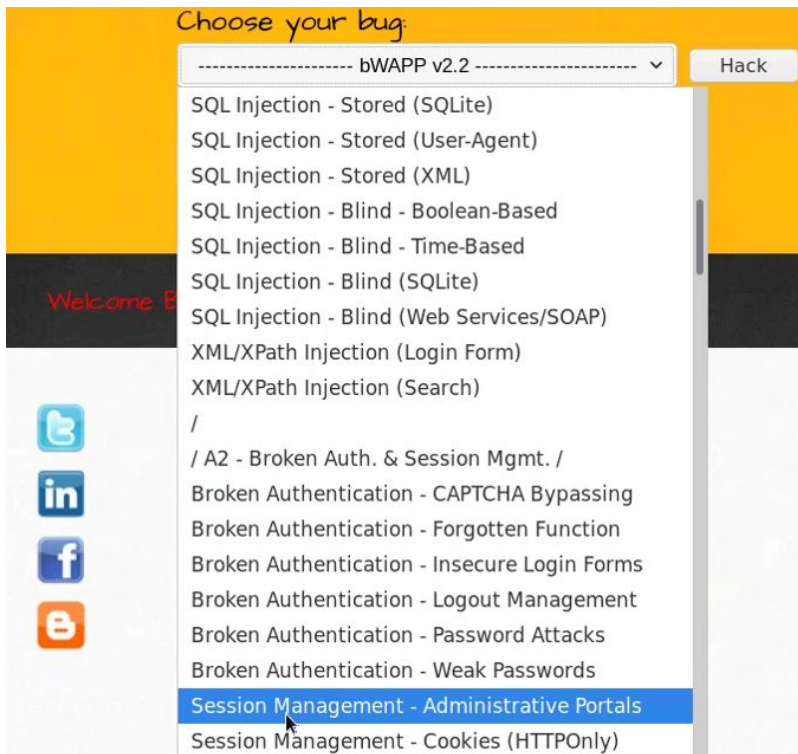 Choose your bug:
---------------------- bWAPP v2.2 ----------------------- Hack
SQL Injection - Stored (SQLite)
SQL Injection - Stored (User-Agent)
SQL Injection - Stored (XML)
SQL Injection - Blind - Boolean-Based
SQL Injection - Blind - Time-Based
SQL Injection - Blind (SQLite)
Welcome
SQL Injection - Blind (Web Services/SOAP)
XML/XPath Injection (Login Form)
XML/XPath Injection (Search)
/
/ A2 - Broken Auth. & Session Mgmt. /
Broken Authentication - CAPTCHA Bypassing
Broken Authentication - Forgotten Function
Broken Authentication - Insecure Login Forms
Broken Authentication - Logout Management
Broken Authentication - Password Attacks
Broken Authentication - Weak Passwords
Session Management - Administrative Portals
Session Management - Cookies (HTTPOnly)